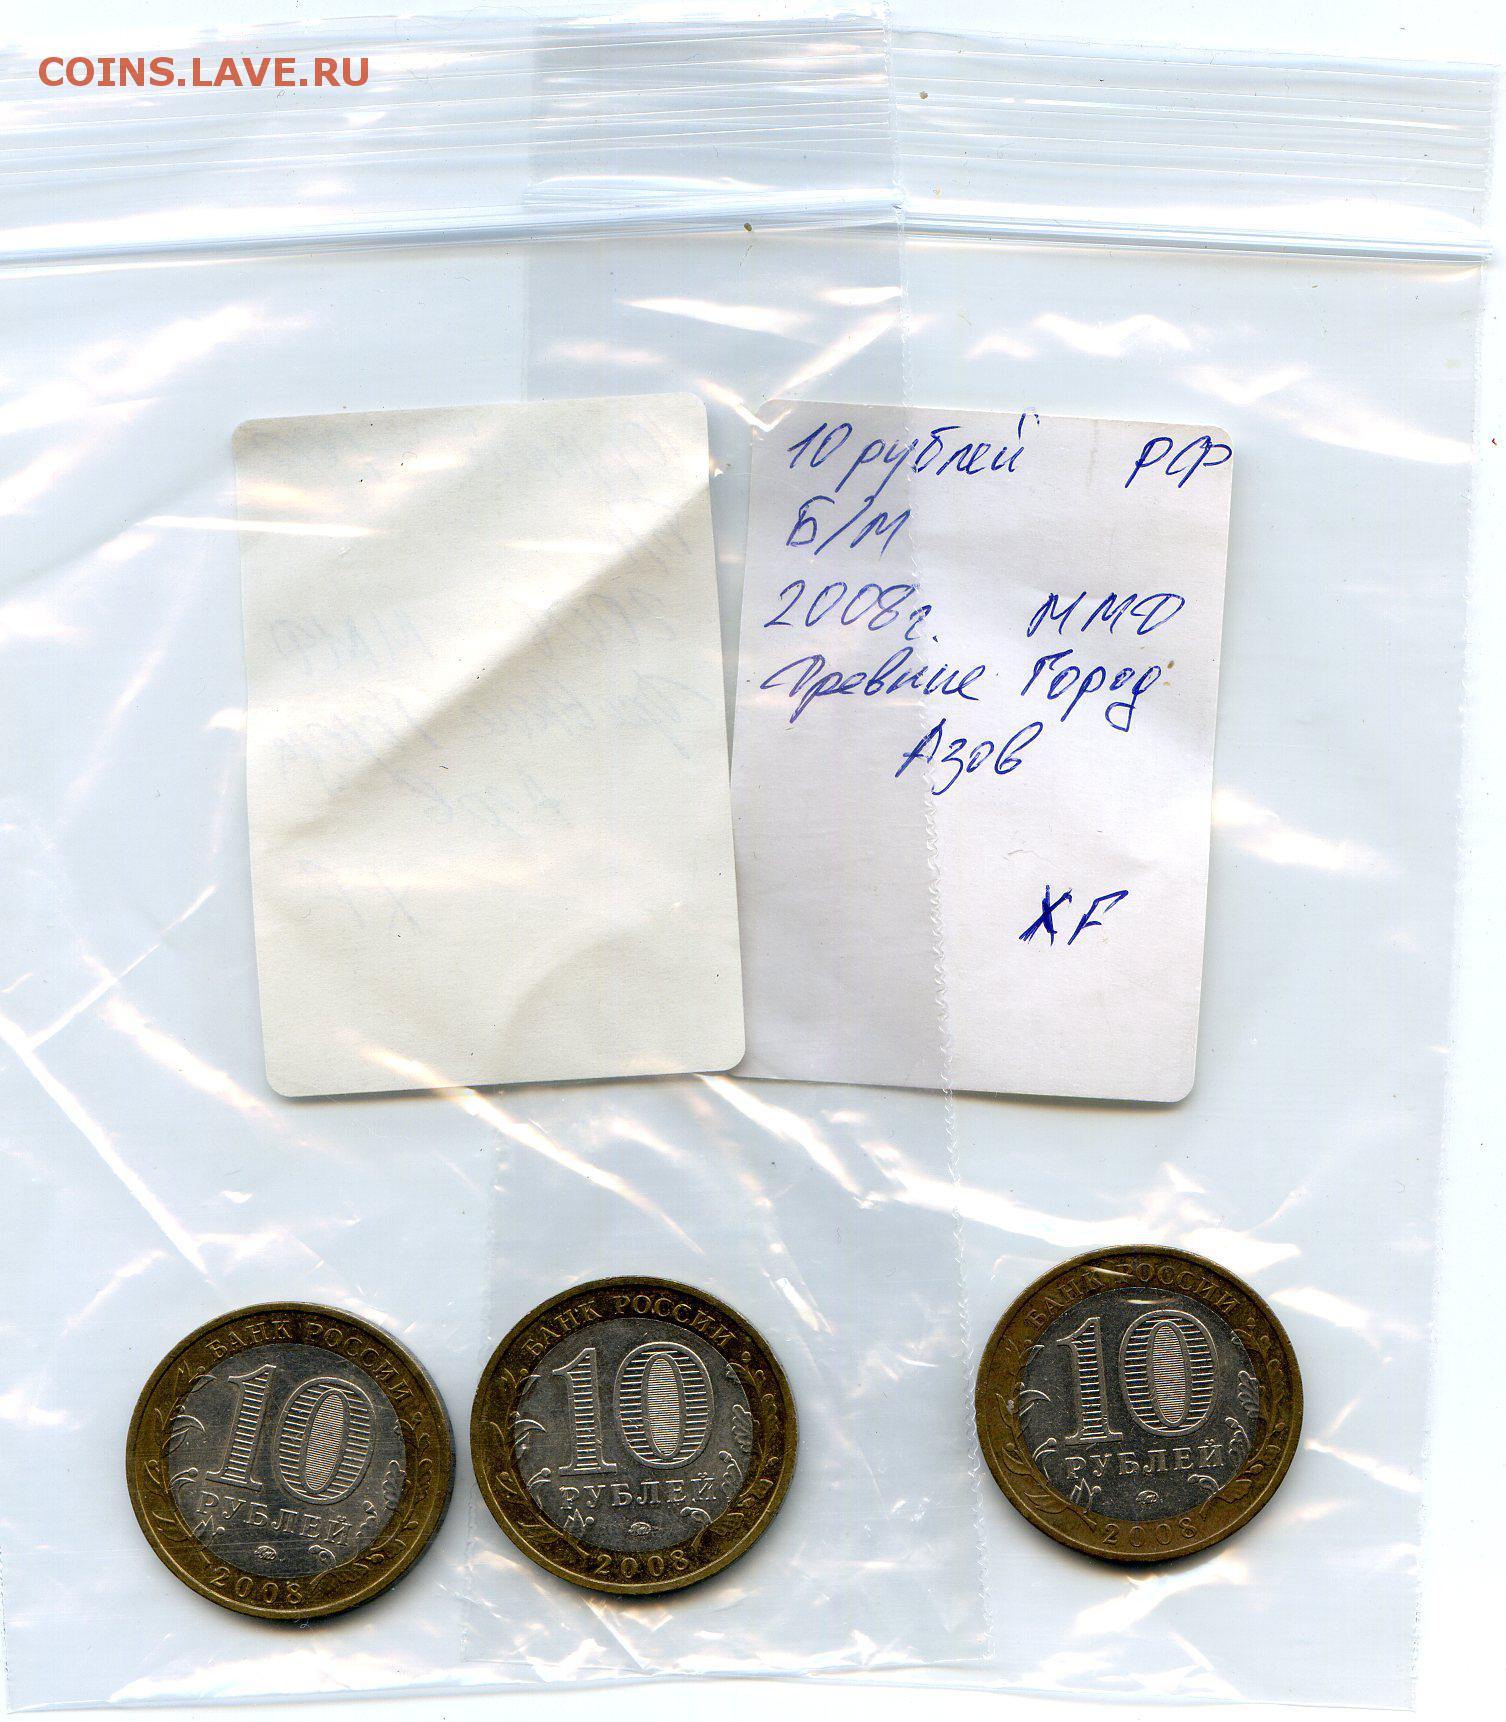 COINS.LAVE.RU
10 рублей РФ
Б/М
2008г. ММД
Древние Город
Азов
XF
БАНК РОССИИ
10
РУБЛЕЙ
2008
БАНК РОССИИ
10
РУБЛЕЙ
2008
БАНК РОССИИ
10
РУБЛЕЙ
2008